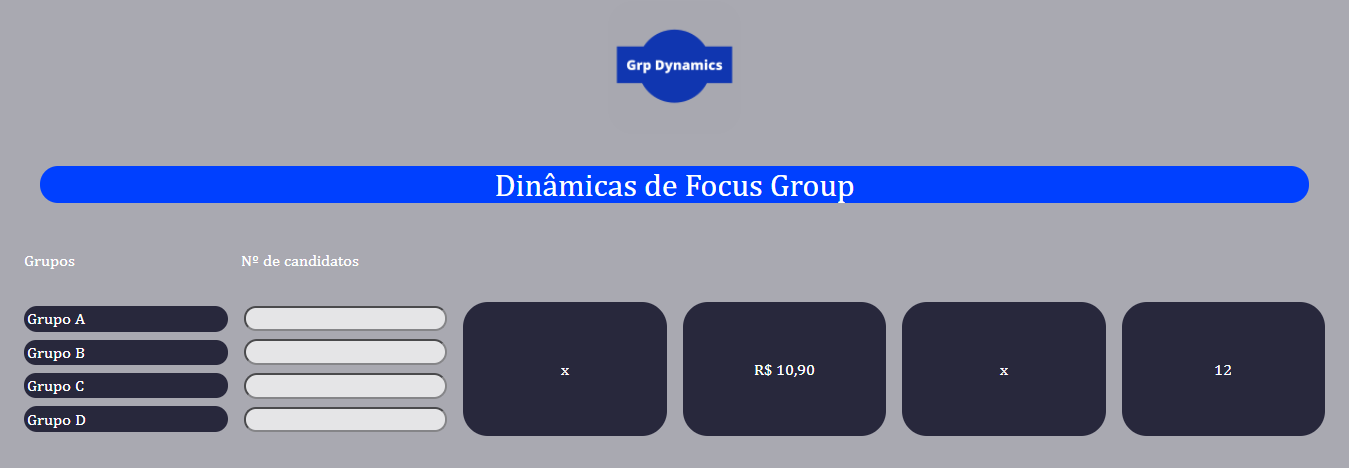 Grp Dynamics
Dinâmicas de Focus Group
Grupos Nº de candidatos
Grupo A
Grupo B
Grupo C
Grupo D
x R$ 10,90 x 12